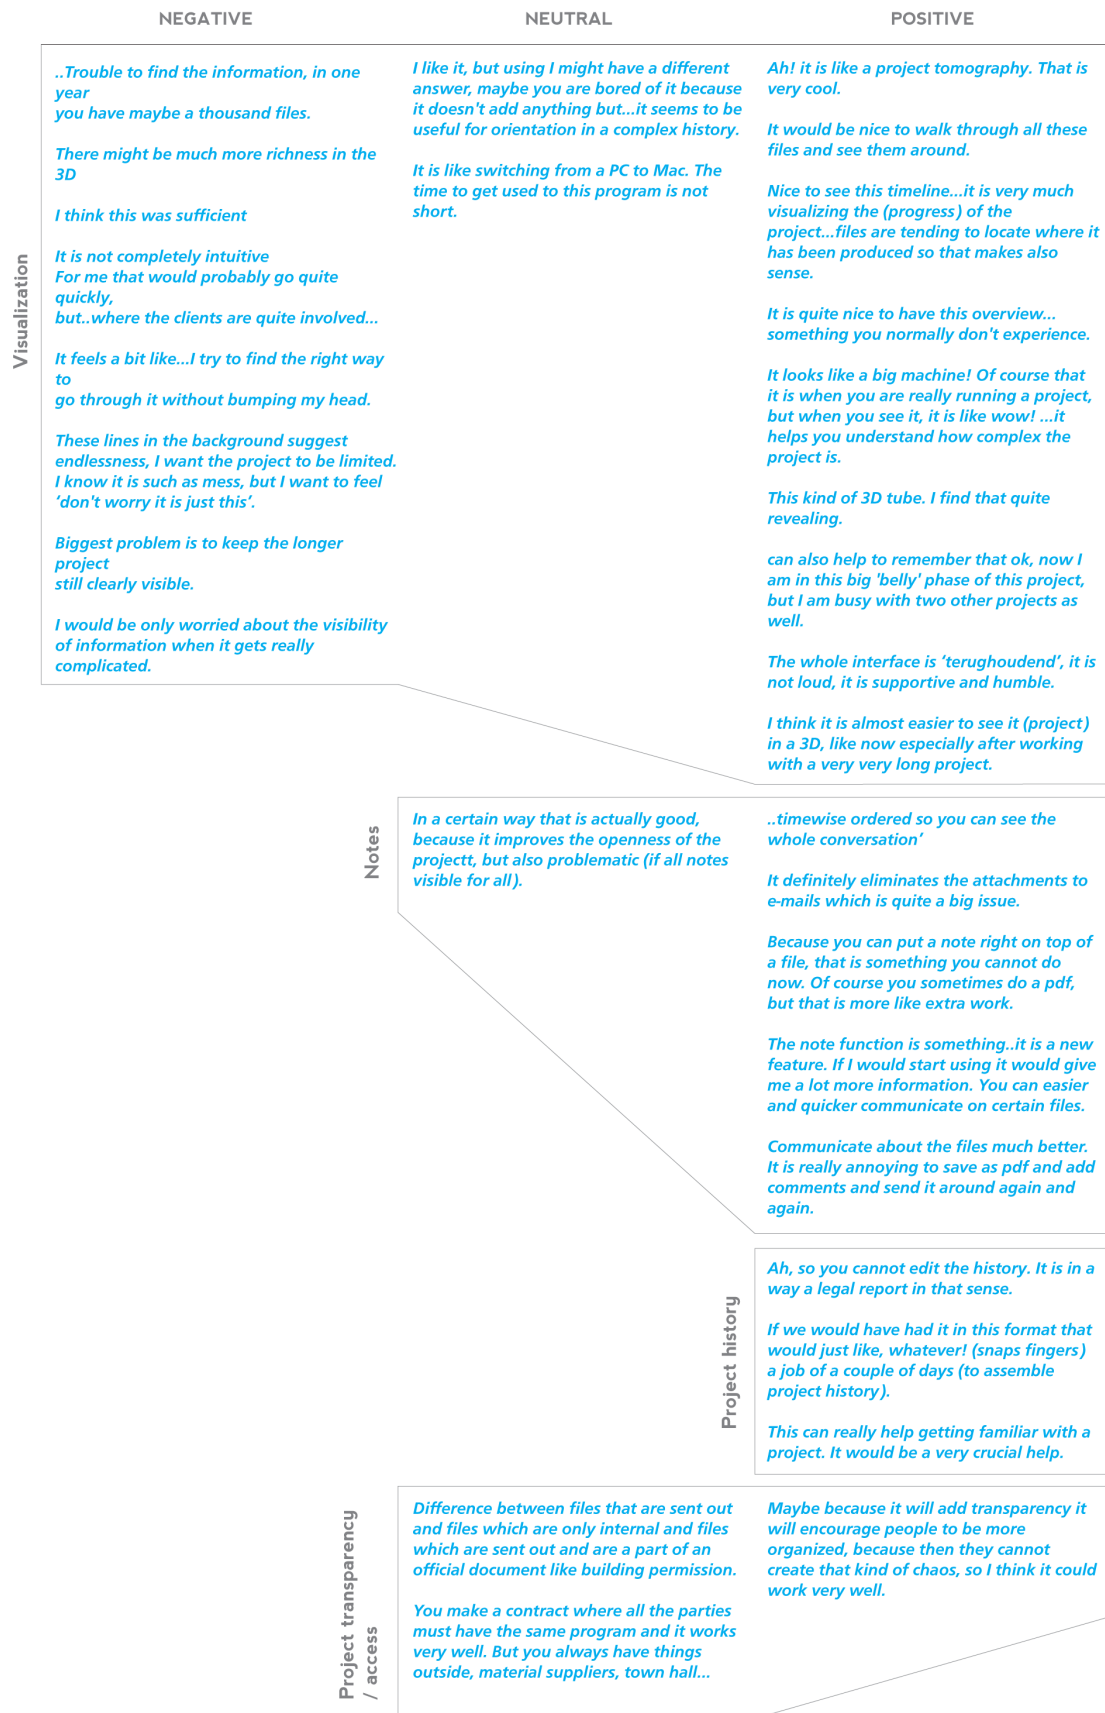 NEGATIVE
NEUTRAL
POSITIVE
Visualization
..Trouble to find the information, in one
year
you have maybe a thousand files.
There might be much more richness in the
3D
I think this was sufficient
It is not completely intuitive
For me that would probably go quite
quickly,
but..where the clients are quite involved...
It feels a bit like...I try to find the right way
to
go through it without bumping my head.
These lines in the background suggest
endlessness, I want the project to be limited.
I know it is such as mess, but I want to feel
‘don't worry it is just this’.
Biggest problem is to keep the longer
project
still clearly visible.
I would be only worried about the visibility
of information when it gets really
complicated.
I like it, but using I might have a different
answer, maybe you are bored of it because
it doesn't add anything but...it seems to be
useful for orientation in a complex history.
It is like switching from a PC to Mac. The
time to get used to this program is not
short.
Ah! it is like a project tomography. That is
very cool.
It would be nice to walk through all these
files and see them around.
Nice to see this timeline...it is very much
visualizing the (progress) of the
project...files are tending to locate where it
has been produced so that makes also
sense.
It is quite nice to have this overview...
something you normally don't experience.
It looks like a big machine! Of course that
it is when you are really running a project,
but when you see it, it is like wow! ...it
helps you understand how complex the
project is.
This kind of 3D tube. I find that quite
revealing.
can also help to remember that ok, now I
am in this big 'belly' phase of this project,
but I am busy with two other projects as
well.
The whole interface is ‘terughoudend’, it is
not loud, it is supportive and humble.
I think it is almost easier to see it (project)
in a 3D, like now especially after working
with a very very long project.
Notes
In a certain way that is actually good,
because it improves the openness of the
projectt, but also problematic (if all notes
visible for all).
..timewise ordered so you can see the
whole conversation’
It definitely eliminates the attachments to
e-mails which is quite a big issue.
Because you can put a note right on top of
a file, that is something you cannot do
now. Of course you sometimes do a pdf,
but that is more like extra work.
The note function is something..it is a new
feature. If I would start using it would give
me a lot more information. You can easier
and quicker communicate on certain files.
Communicate about the files much better.
It is really annoying to save as pdf and add
comments and send it around again and
again.
Project history
Ah, so you cannot edit the history. It is in a
way a legal report in that sense.
If we would have had it in this format that
would just like, whatever! (snaps fingers)
a job of a couple of days (to assemble
project history).
This can really help getting familiar with a
project. It would be a very crucial help.
Project transparency
/ access
Difference between files that are sent out
and files which are only internal and files
which are sent out and are a part of an
official document like building permission.
You make a contract where all the parties
must have the same program and it works
very well. But you always have things
outside, material suppliers, town hall...
Maybe because it will add transparency it
will encourage people to be more
organized, because then they cannot
create that kind of chaos, so I think it could
work very well.